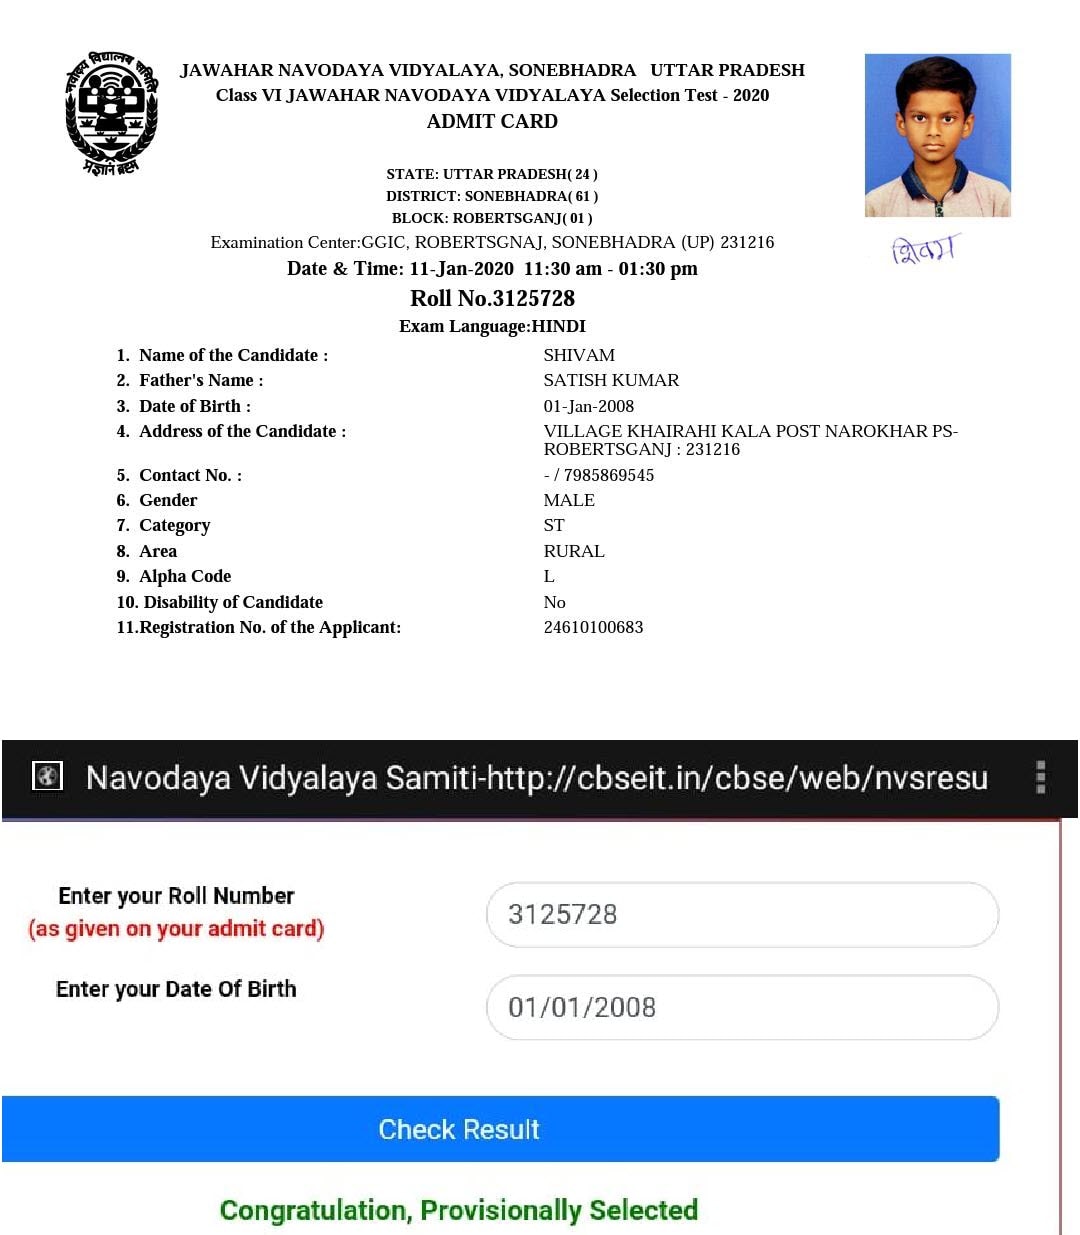 नवोदय विद्यालय समिति
प्रज्ञानं ब्रह्म
JAWAHAR NAVODAYA VIDYALAYA, SONEBHADRA UTTAR PRADESH
Class VI JAWAHAR NAVODAYA VIDYALAYA Selection Test - 2020
ADMIT CARD
STATE: UTTAR PRADESH( 24 )
DISTRICT: SONEBHADRA( 61 )
BLOCK: ROBERTSGANJ( 01 )
Examination Center:GGIC, ROBERTSGNAJ, SONEBHADRA (UP) 231216
शिवम
Date & Time: 11-Jan-2020 11:30 am - 01:30 pm
Roll No.3125728
Exam Language:HINDI
1. Name of the Candidate : SHIVAM
2. Father's Name : SATISH KUMAR
3. Date of Birth : 01-Jan-2008
4. Address of the Candidate : VILLAGE KHAIRAHI KALA POST NAROKHAR PS-
ROBERTSGANJ : 231216
5. Contact No. : - / 7985869545
6. Gender MALE
7. Category ST
8. Area RURAL
9. Alpha Code L
10. Disability of Candidate No
11.Registration No. of the Applicant: 24610100683
Navodaya Vidyalaya Samiti-http://cbseit.in/cbse/web/nvsresu
Enter your Roll Number
(as given on your admit card)
3125728
Enter your Date Of Birth
01/01/2008
Check Result
Congratulation, Provisionally Selected